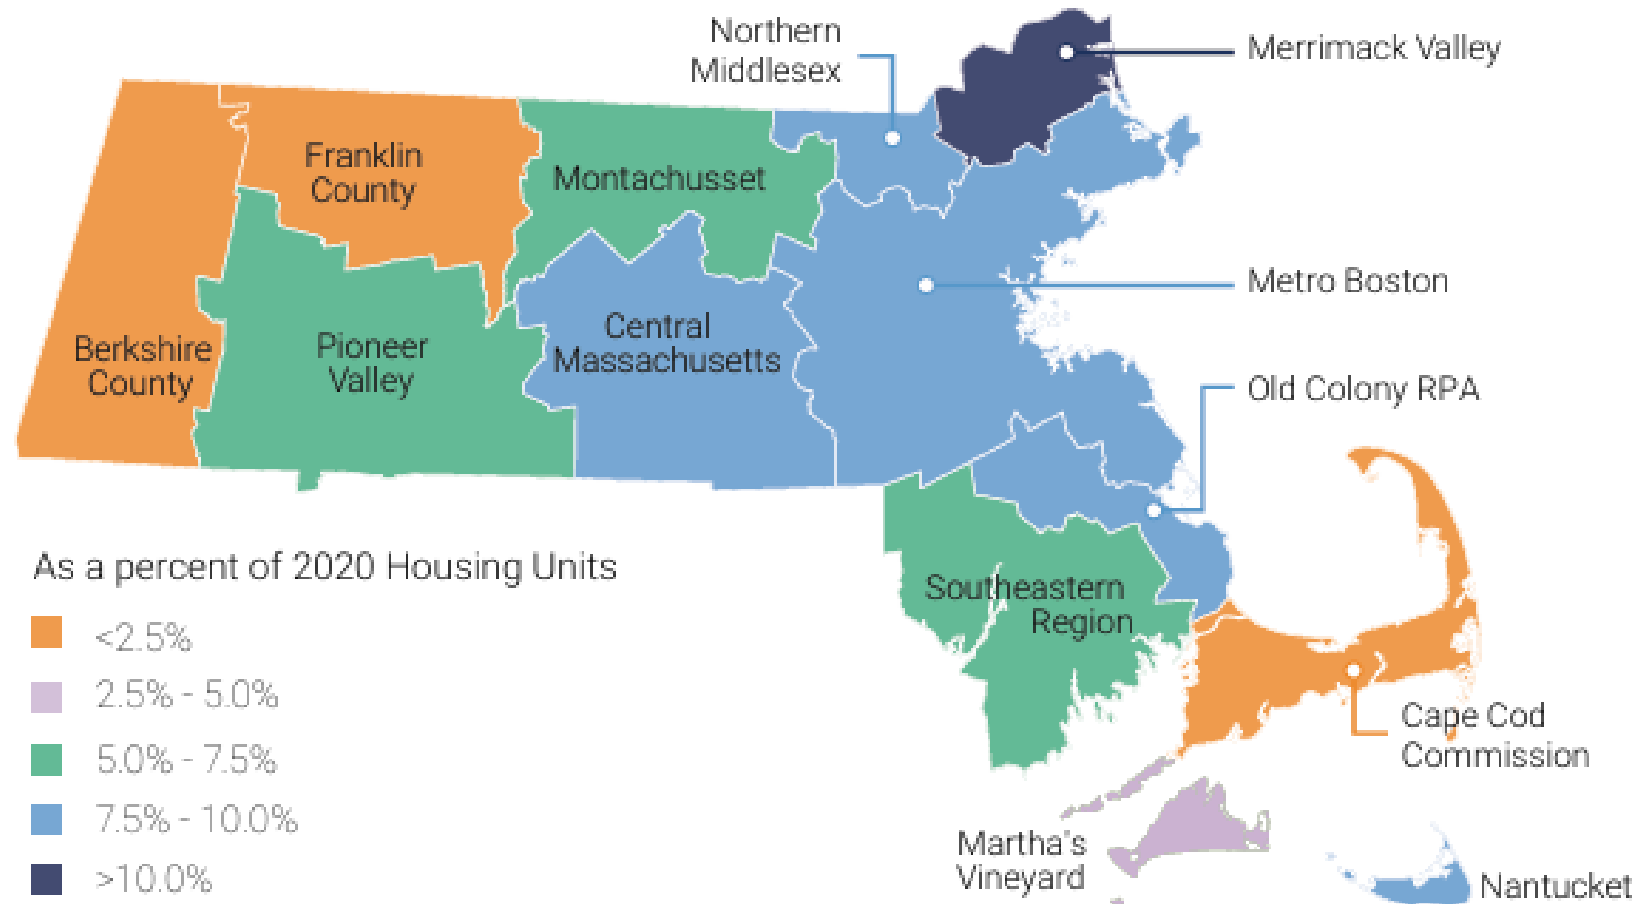 Northern
Middlesex
Merrimack Valley
Franklin
County
Montachusset
Metro Boston
Central
Massachusetts
Berkshire
County
Pioneer
Valley
Old Colony RPA
As a percent of 2020 Housing Units
<2.5%
2.5% - 5.0%
5.0% - 7.5%
7.5% - 10.0%
>10.0%
Southeastern
Region
Cape Cod
Commission
Martha's
Vineyard
Nantucket